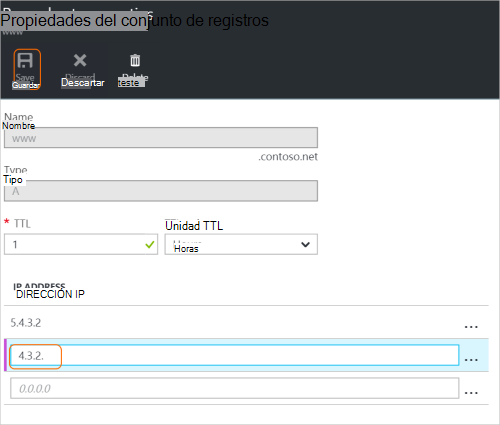 Propiedades del conjunto de registros
www
Save Discard Delete
Guardar Descartar
Name
Nombre
www
.contoso.net
Type
Tipo
A
* TTL Unidad TTL
1 Horas
IP ADDRESS
DIRECCIÓN IP
5.4.3.2 ...
4.3.2. ...
0.0.0.0 ...